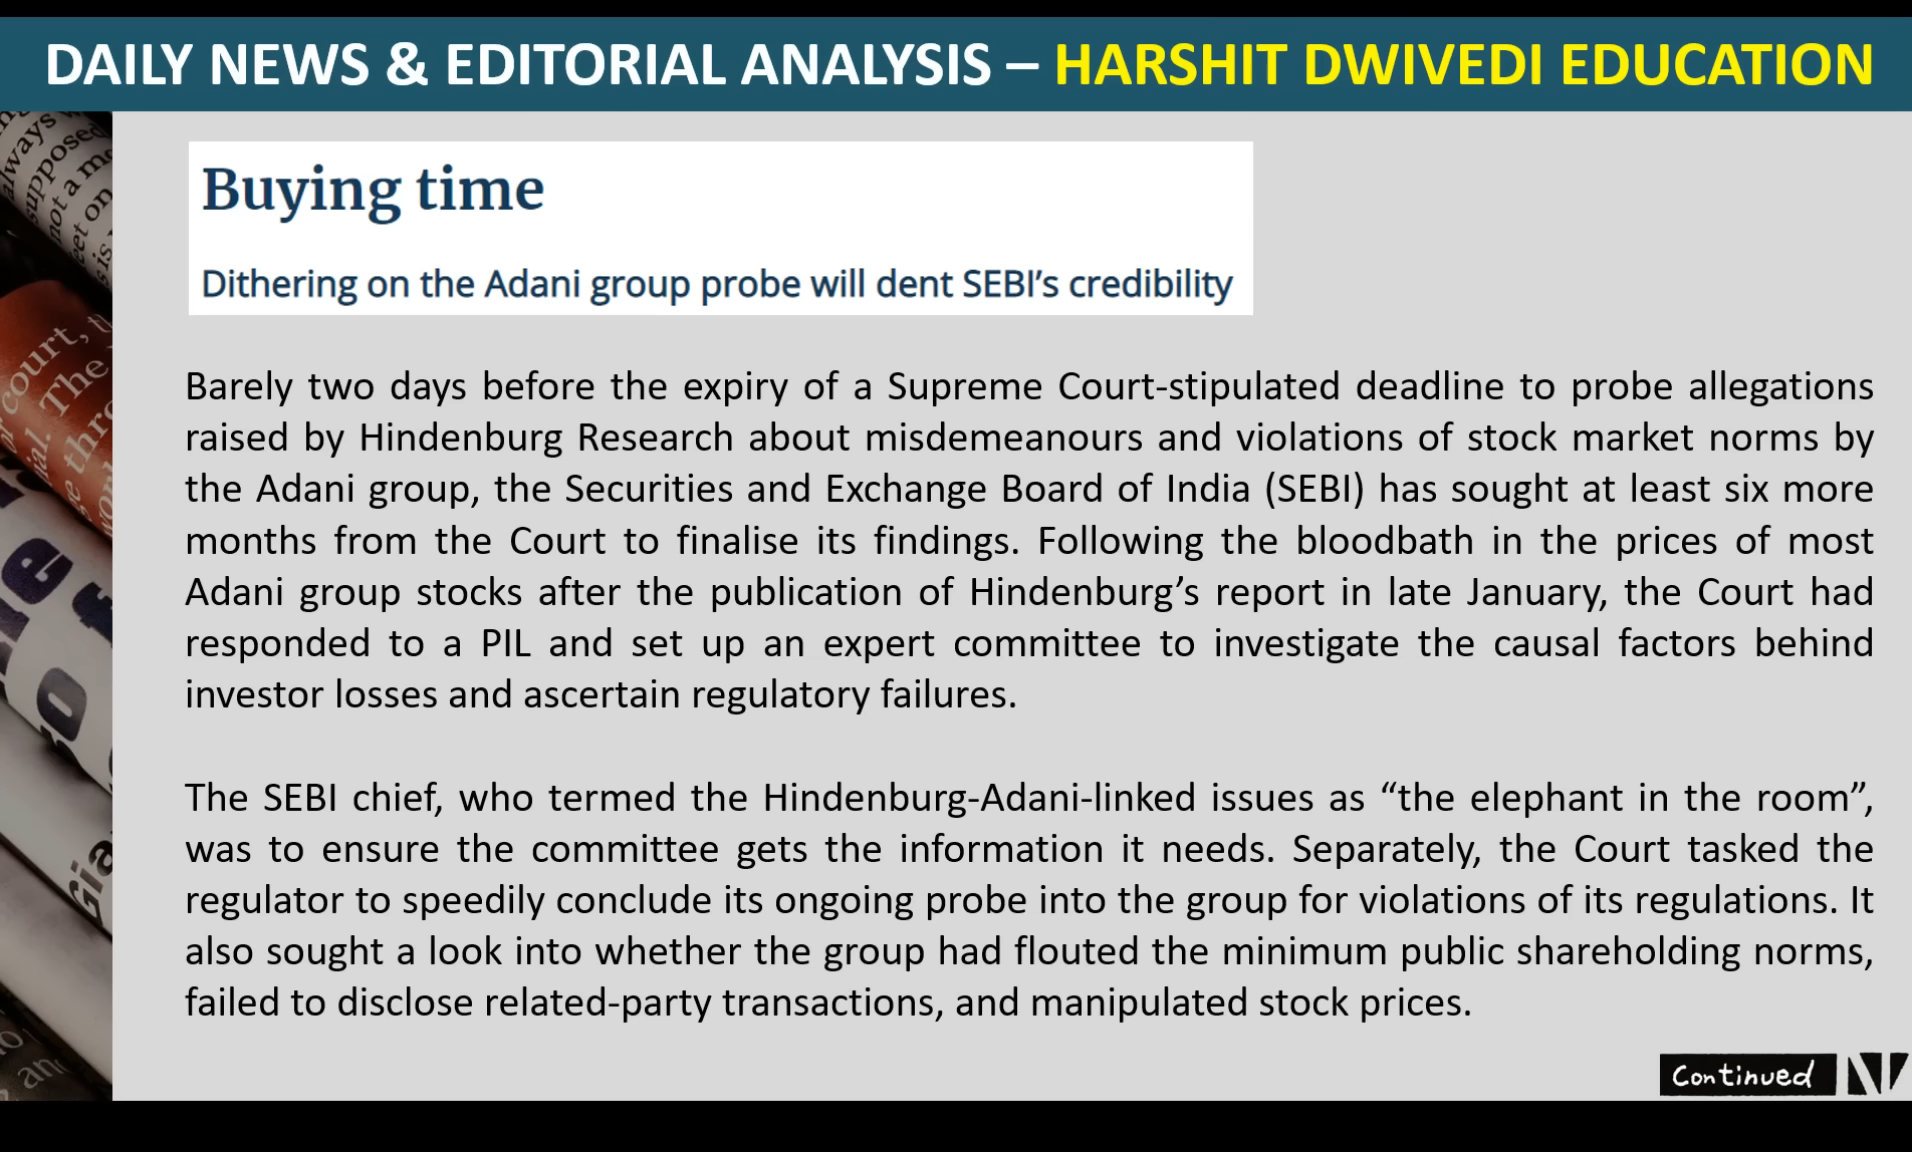 DAILY NEWS & EDITORIAL ANALYSIS – HARSHIT DWIVEDI EDUCATION
Buying time
Dithering on the Adani group probe will dent SEBI’s credibility
Barely two days before the expiry of a Supreme Court-stipulated deadline to probe allegations
raised by Hindenburg Research about misdemeanours and violations of stock market norms by
the Adani group, the Securities and Exchange Board of India (SEBI) has sought at least six more
months from the Court to finalise its findings. Following the bloodbath in the prices of most
Adani group stocks after the publication of Hindenburg’s report in late January, the Court had
responded to a PIL and set up an expert committee to investigate the causal factors behind
investor losses and ascertain regulatory failures.
The SEBI chief, who termed the Hindenburg-Adani-linked issues as “the elephant in the room”,
was to ensure the committee gets the information it needs. Separately, the Court tasked the
regulator to speedily conclude its ongoing probe into the group for violations of its regulations. It
also sought a look into whether the group had flouted the minimum public shareholding norms,
failed to disclose related-party transactions, and manipulated stock prices.
Continued
always
supposed
not a
court,
The